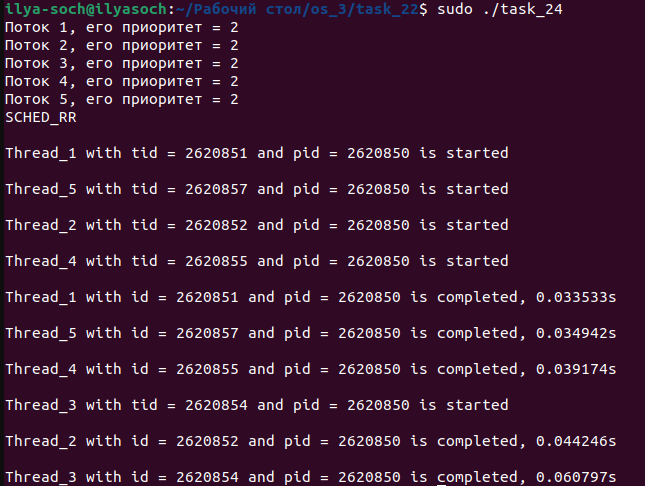 ilya-soch@ilyasoch:~/Рабочий стол/os_3/task_22$ sudo ./task_24
Поток 1, его приоритет = 2
Поток 2, его приоритет = 2
Поток 3, его приоритет = 2
Поток 4, его приоритет = 2
Поток 5, его приоритет = 2
SCHED_RR
Thread_1 with tid = 2620851 and pid = 2620850 is started
Thread_5 with tid = 2620857 and pid = 2620850 is started
Thread_2 with tid = 2620852 and pid = 2620850 is started
Thread_4 with tid = 2620855 and pid = 2620850 is started
Thread_1 with id = 2620851 and pid = 2620850 is completed, 0.033533s
Thread_5 with id = 2620857 and pid = 2620850 is completed, 0.034942s
Thread_4 with id = 2620855 and pid = 2620850 is completed, 0.039174s
Thread_3 with tid = 2620854 and pid = 2620850 is started
Thread_2 with id = 2620852 and pid = 2620850 is completed, 0.044246s
Thread_3 with id = 2620854 and pid = 2620850 is completed, 0.060797s